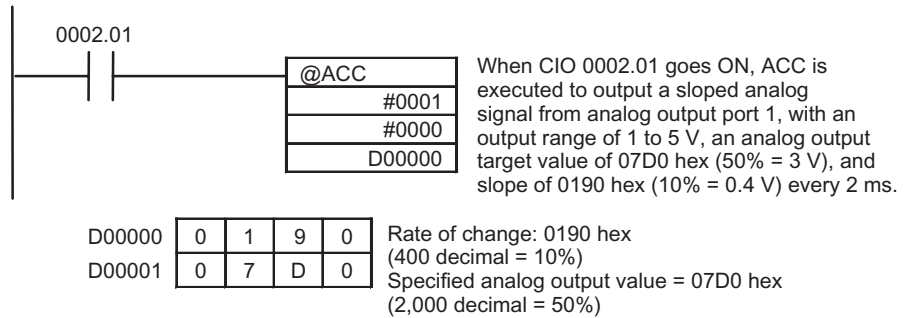 0002.01
@ACC
#0001
#0000
D00000
When CIO 0002.01 goes ON, ACC is
executed to output a sloped analog
signal from analog output port 1, with an
output range of 1 to 5 V, an analog output
target value of 07D0 hex (50% = 3 V), and
slope of 0190 hex (10% = 0.4 V) every 2 ms.
D00000 0 1 9 0
D00001 0 7 D 0
Rate of change: 0190 hex
(400 decimal = 10%)
Specified analog output value = 07D0 hex
(2,000 decimal = 50%)